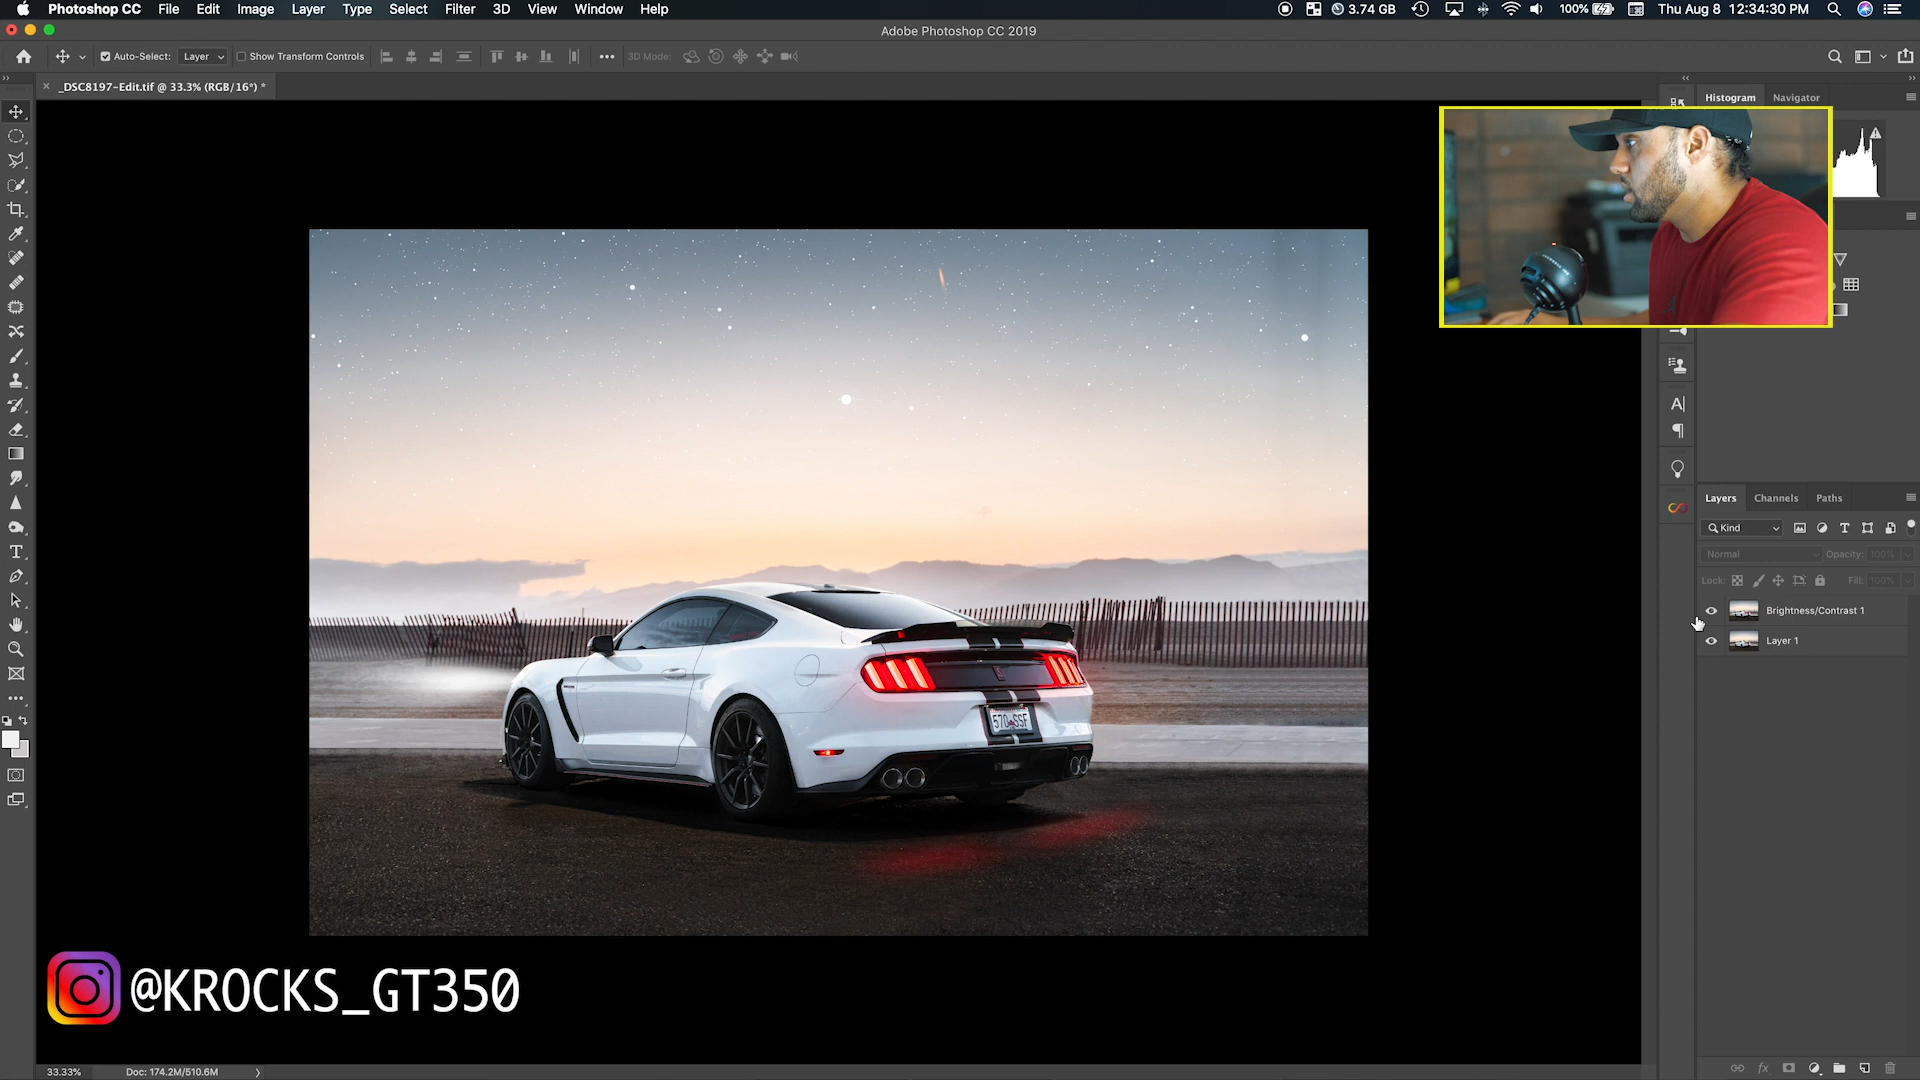 Photoshop CC File Edit Image Layer Type Select Filter 3D View Window Help 3.74 GB 100% Thu Aug 8 12:34:30 PM
Adobe Photoshop CC 2019
Auto-Select: Layer Show Transform Controls 3D Mode:
_DSC8197-Edit.tif @ 33.3% (RGB/16*) *
Histogram Navigator
Layers Channels Paths
Kind
Normal Opacity: 100%
Lock: Fill: 100%
Brightness/Contrast 1
Layer 1
570 SSF
@KROCKS_GT350
33.33% Doc: 174.2M/510.6M